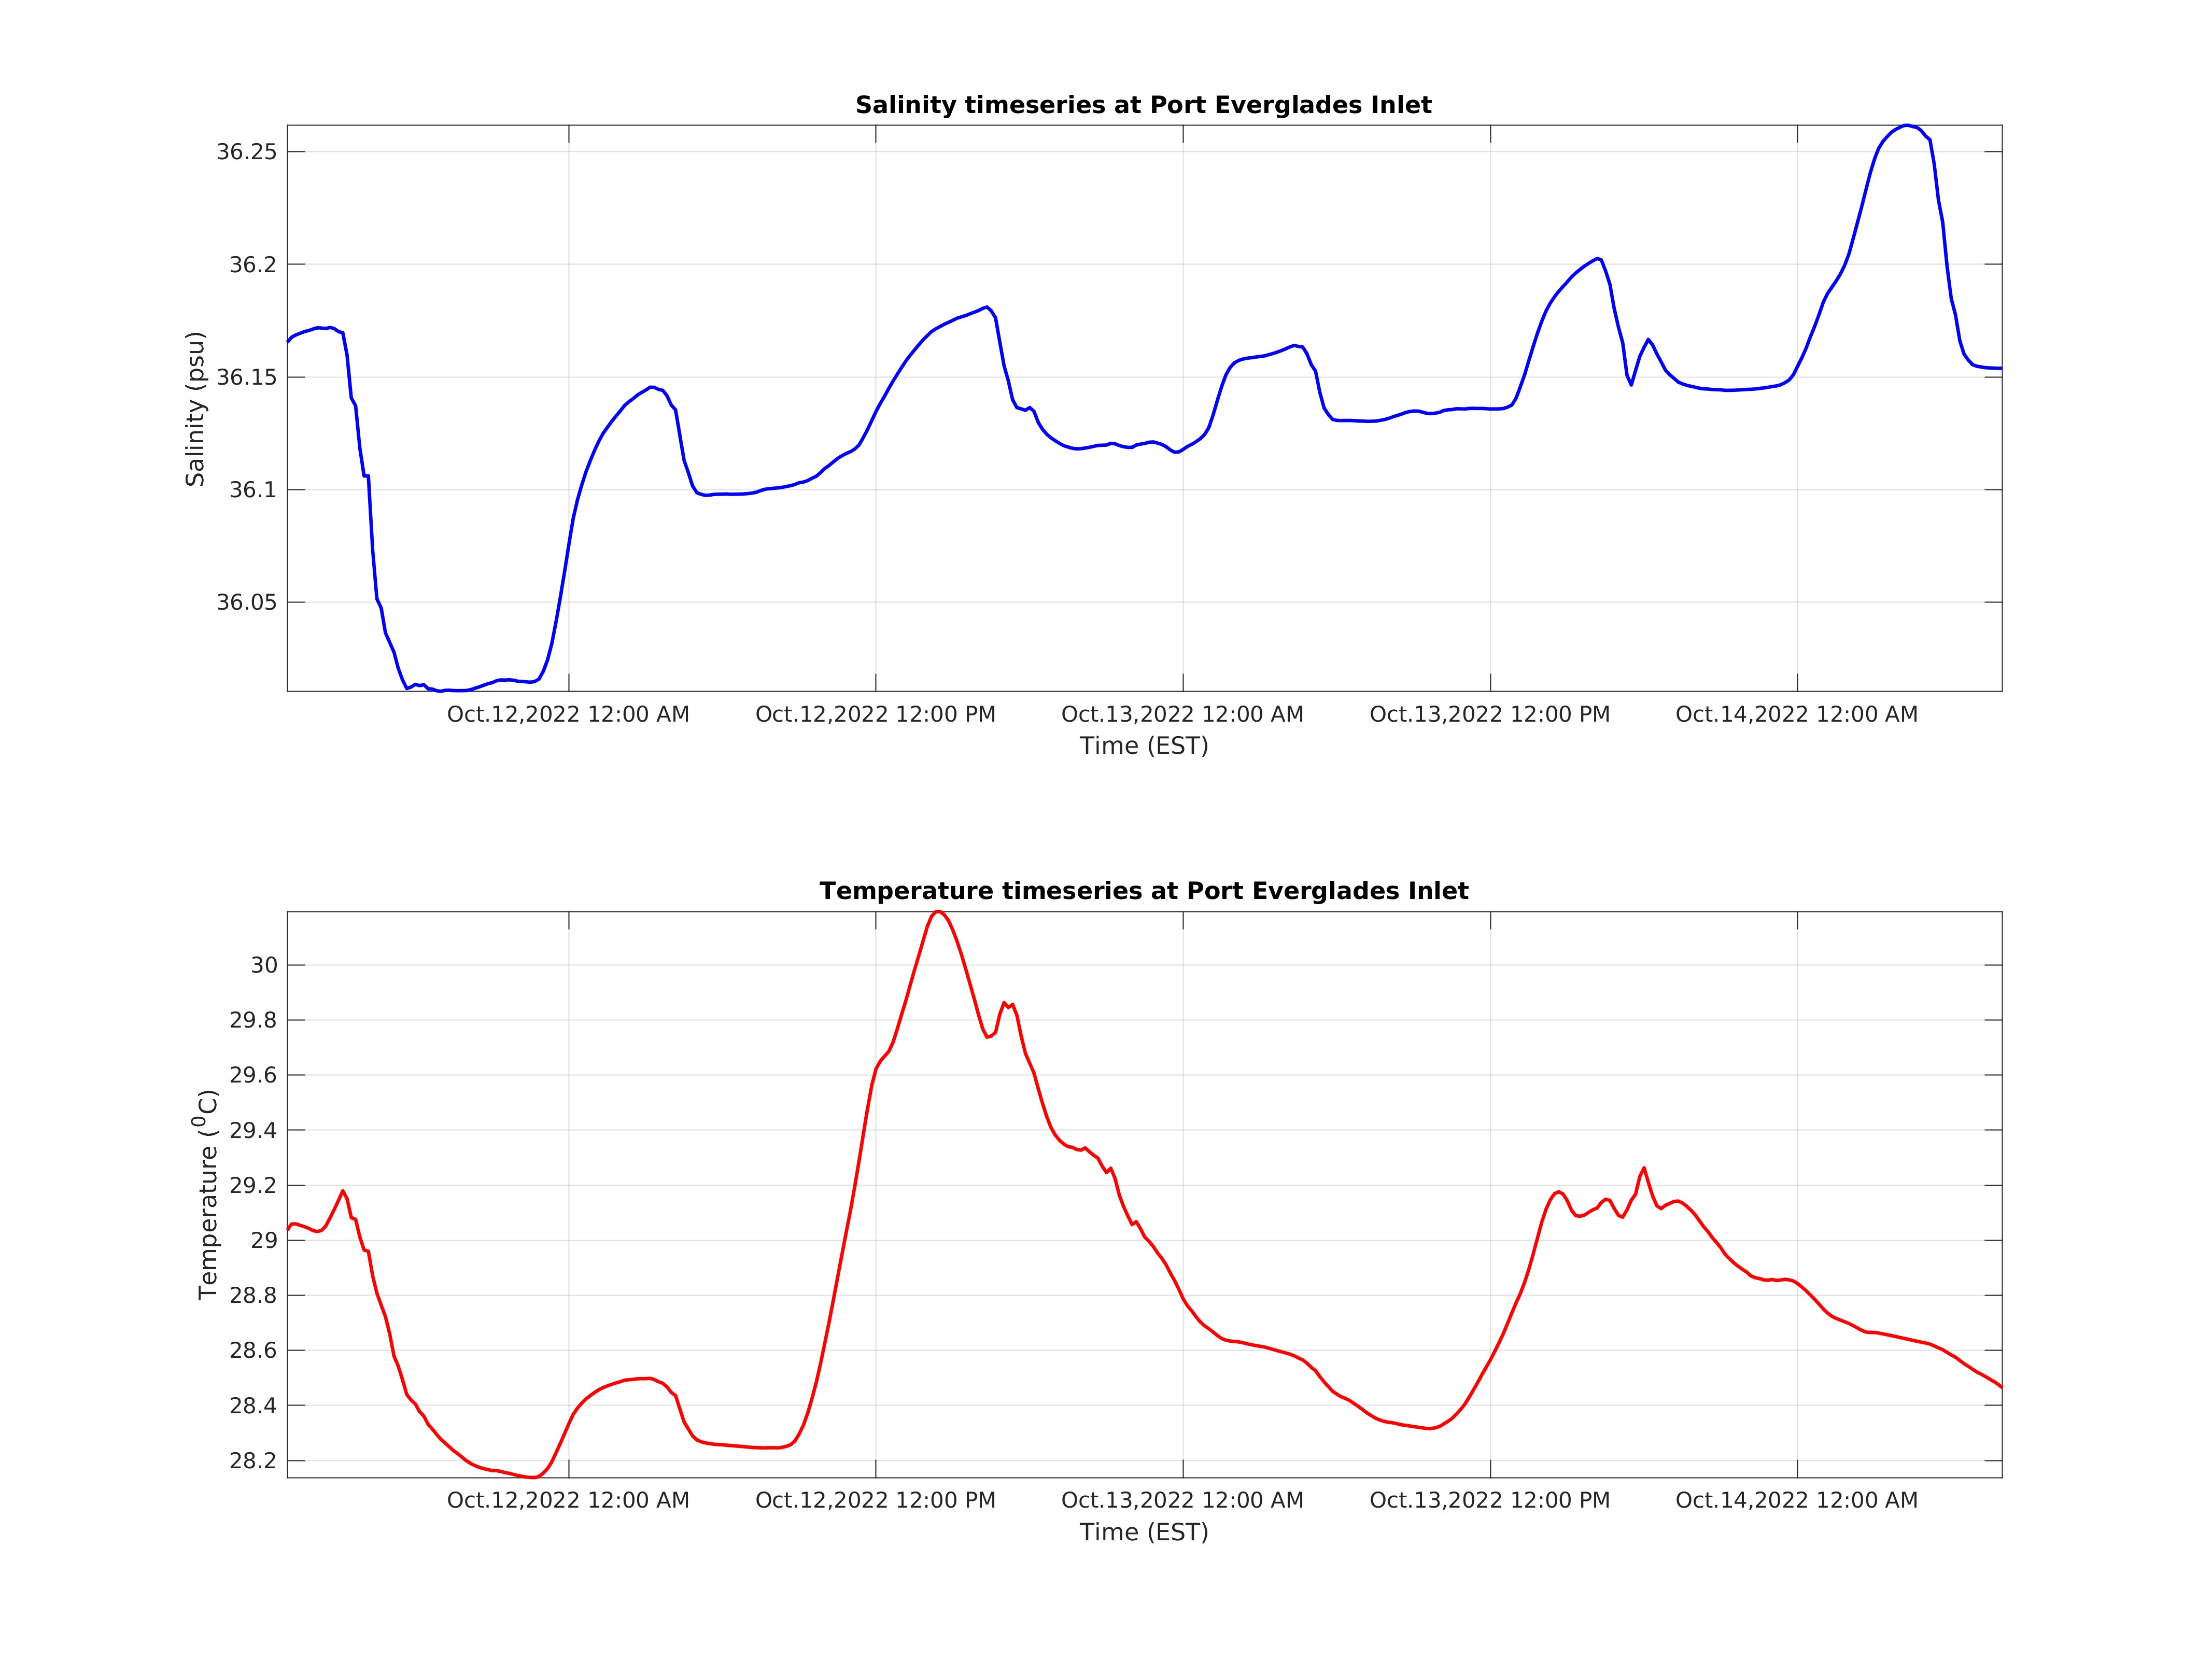 Salinity timeseries at Port Everglades Inlet
36.25
36.2
36.15
36.1
36.05
Salinity (psu)
Oct.12,2022 12:00 AM Oct.12,2022 12:00 PM Oct.13,2022 12:00 AM Oct.13,2022 12:00 PM Oct.14,2022 12:00 AM
Time (EST)
Temperature timeseries at Port Everglades Inlet
30
29.8
29.6
29.4
29.2
29
28.8
28.6
28.4
28.2
Temperature (⁰C)
Oct.12,2022 12:00 AM Oct.12,2022 12:00 PM Oct.13,2022 12:00 AM Oct.13,2022 12:00 PM Oct.14,2022 12:00 AM
Time (EST)